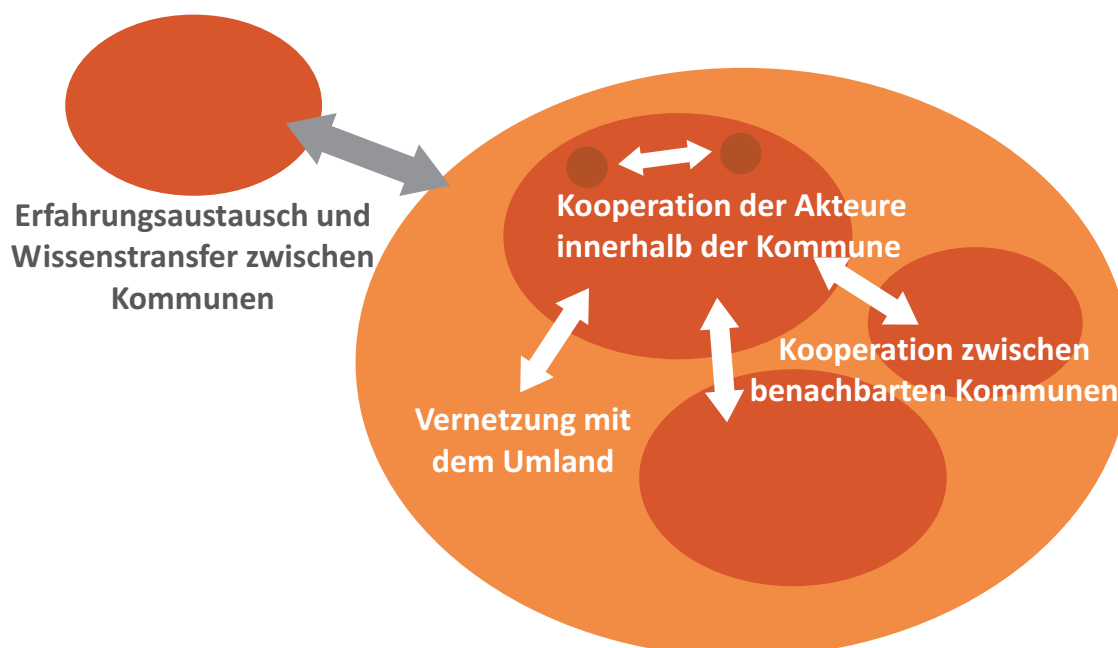 Erfahrungsaustausch und
Wissenstransfer zwischen
Kommunen
Kooperation der Akteure
innerhalb der Kommune
Kooperation zwischen
benachbarten Kommunen
Vernetzung mit
dem Umland